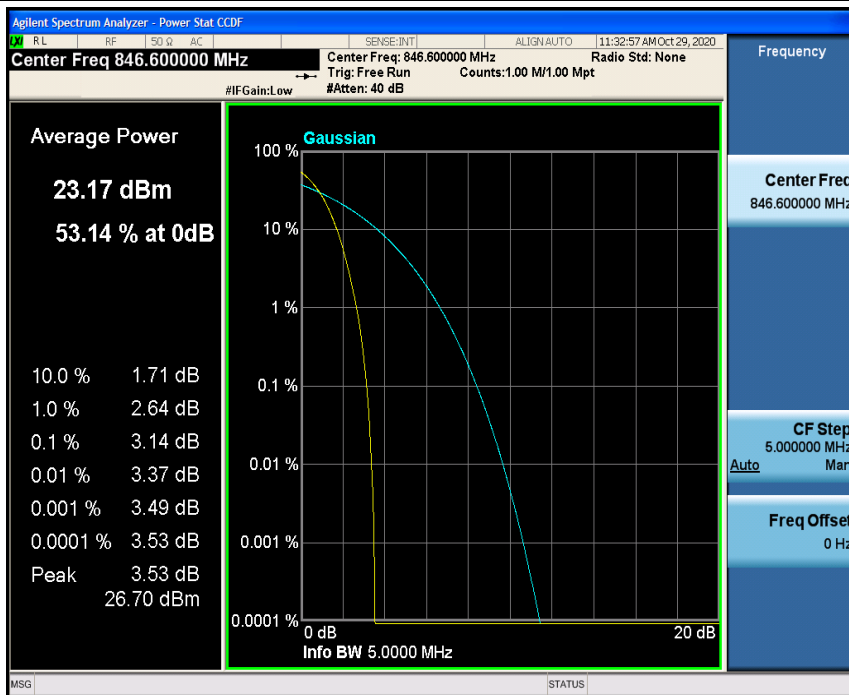 Agilent Spectrum Analyzer - Power Stat CCDF
LXI RL RF 50 Ω AC SENSE:INT ALIGN AUTO 11:32:57 AM Oct 29, 2020
Center Freq 846.600000 MHz
Center Freq: 846.600000 MHz Radio Std: None
Trig: Free Run Counts:1.00 M/1.00 Mpt
#IFGain:Low #Atten: 40 dB
Average Power
23.17 dBm
53.14 % at 0dB
10.0 % 1.71 dB
1.0 % 2.64 dB
0.1 % 3.14 dB
0.01 % 3.37 dB
0.001 % 3.49 dB
0.0001 % 3.53 dB
Peak 3.53 dB
26.70 dBm
Gaussian
100 %
10 %
1 %
0.1 %
0.01 %
0.001 %
0.0001 %
0 dB 20 dB
Info BW 5.0000 MHz
Frequency
Center Freq
846.600000 MHz
CF Step
5.000000 MHz
Auto Man
Freq Offset
0 Hz
MSG STATUS